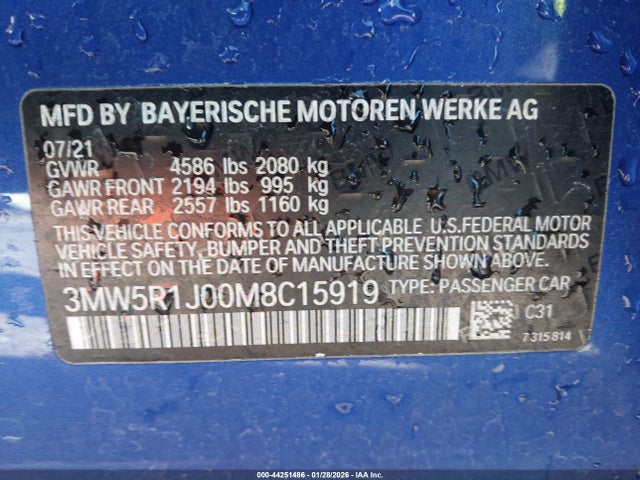 MFD BY BAYERISCHE MOTOREN WERKE AG
07/21
GVWR 4586 lbs 2080 kg
GAWR FRONT 2194 lbs 995 kg
GAWR REAR 2557 lbs 1160 kg
THIS VEHICLE CONFORMS TO ALL APPLICABLE U.S.FEDERAL MOTOR
VEHICLE SAFETY, BUMPER AND THEFT PREVENTION STANDARDS
IN EFFECT ON THE DATE OF MANUFACTURE SHOWN ABOVE.
3MW5R1J00M8C15919 TYPE: PASSENGER CAR
C31
7315814
000-44251486 | 01/28/2026 | IAA Inc.